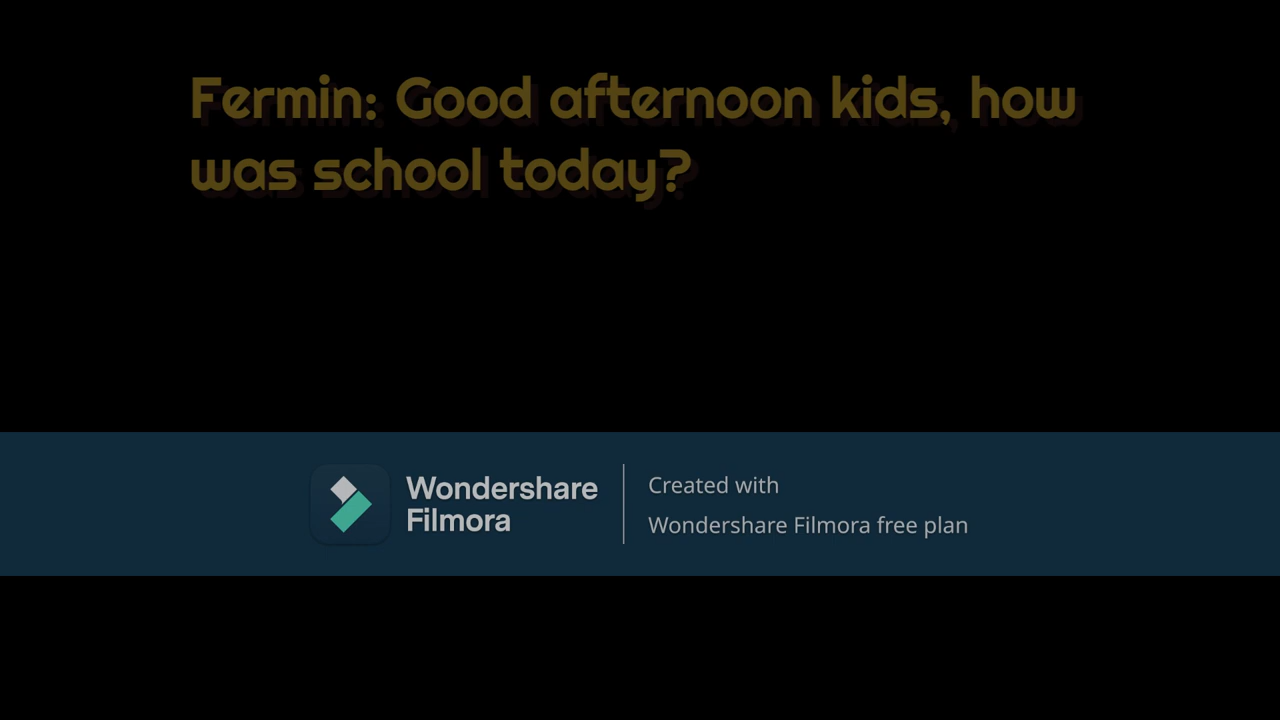 Fermin: Good afternoon kids, how
was school today?
Wondershare
Filmora
Created with
Wondershare Filmora free plan